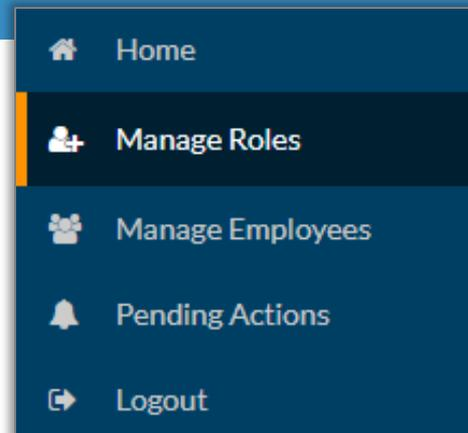 Home
Manage Roles
Manage Employees
Pending Actions
Logout